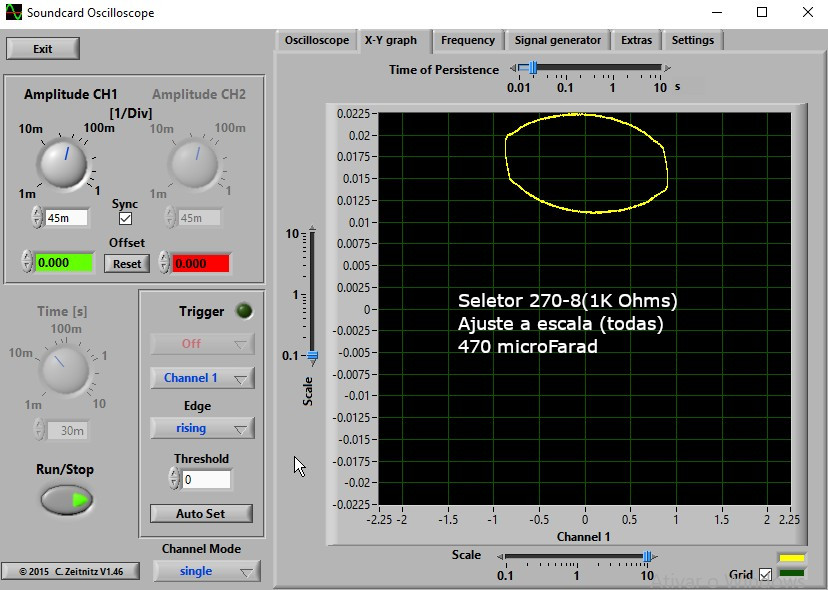 Soundcard Oscilloscope
Exit
Oscilloscope
X-Y graph
Frequency
Signal generator
Extras
Settings
Time of Persistence
0.01 0.1 1 10 s
Amplitude CH1
Amplitude CH2
[1/Div]
10m
100m
10m
100m
1m
1
1m
1
Sync
45m
45m
Offset
0.000
Reset
0.000
Time [s]
100m
10m
1
1m
10
30m
Run/Stop
Trigger
Off
Channel 1
Edge
rising
Threshold
0
Auto Set
Channel Mode
single
© 2015 C.Zeitnitz V1.46
10
1
0.1
Scale
0.0225
0.02
0.0175
0.015
0.0125
0.01
0.0075
0.005
0.0025
0
-0.0025
-0.005
-0.0075
-0.01
-0.0125
-0.015
-0.0175
-0.02
-0.0225
Seletor 270-8(1K Ohms)
Ajuste a escala (todas)
470 microFarad
-2.25 -2 -1.5 -1 -0.5 0 0.5 1 1.5 2 2.25
Channel 1
Scale
0.1 1 10
Grid
Ativar o Windows